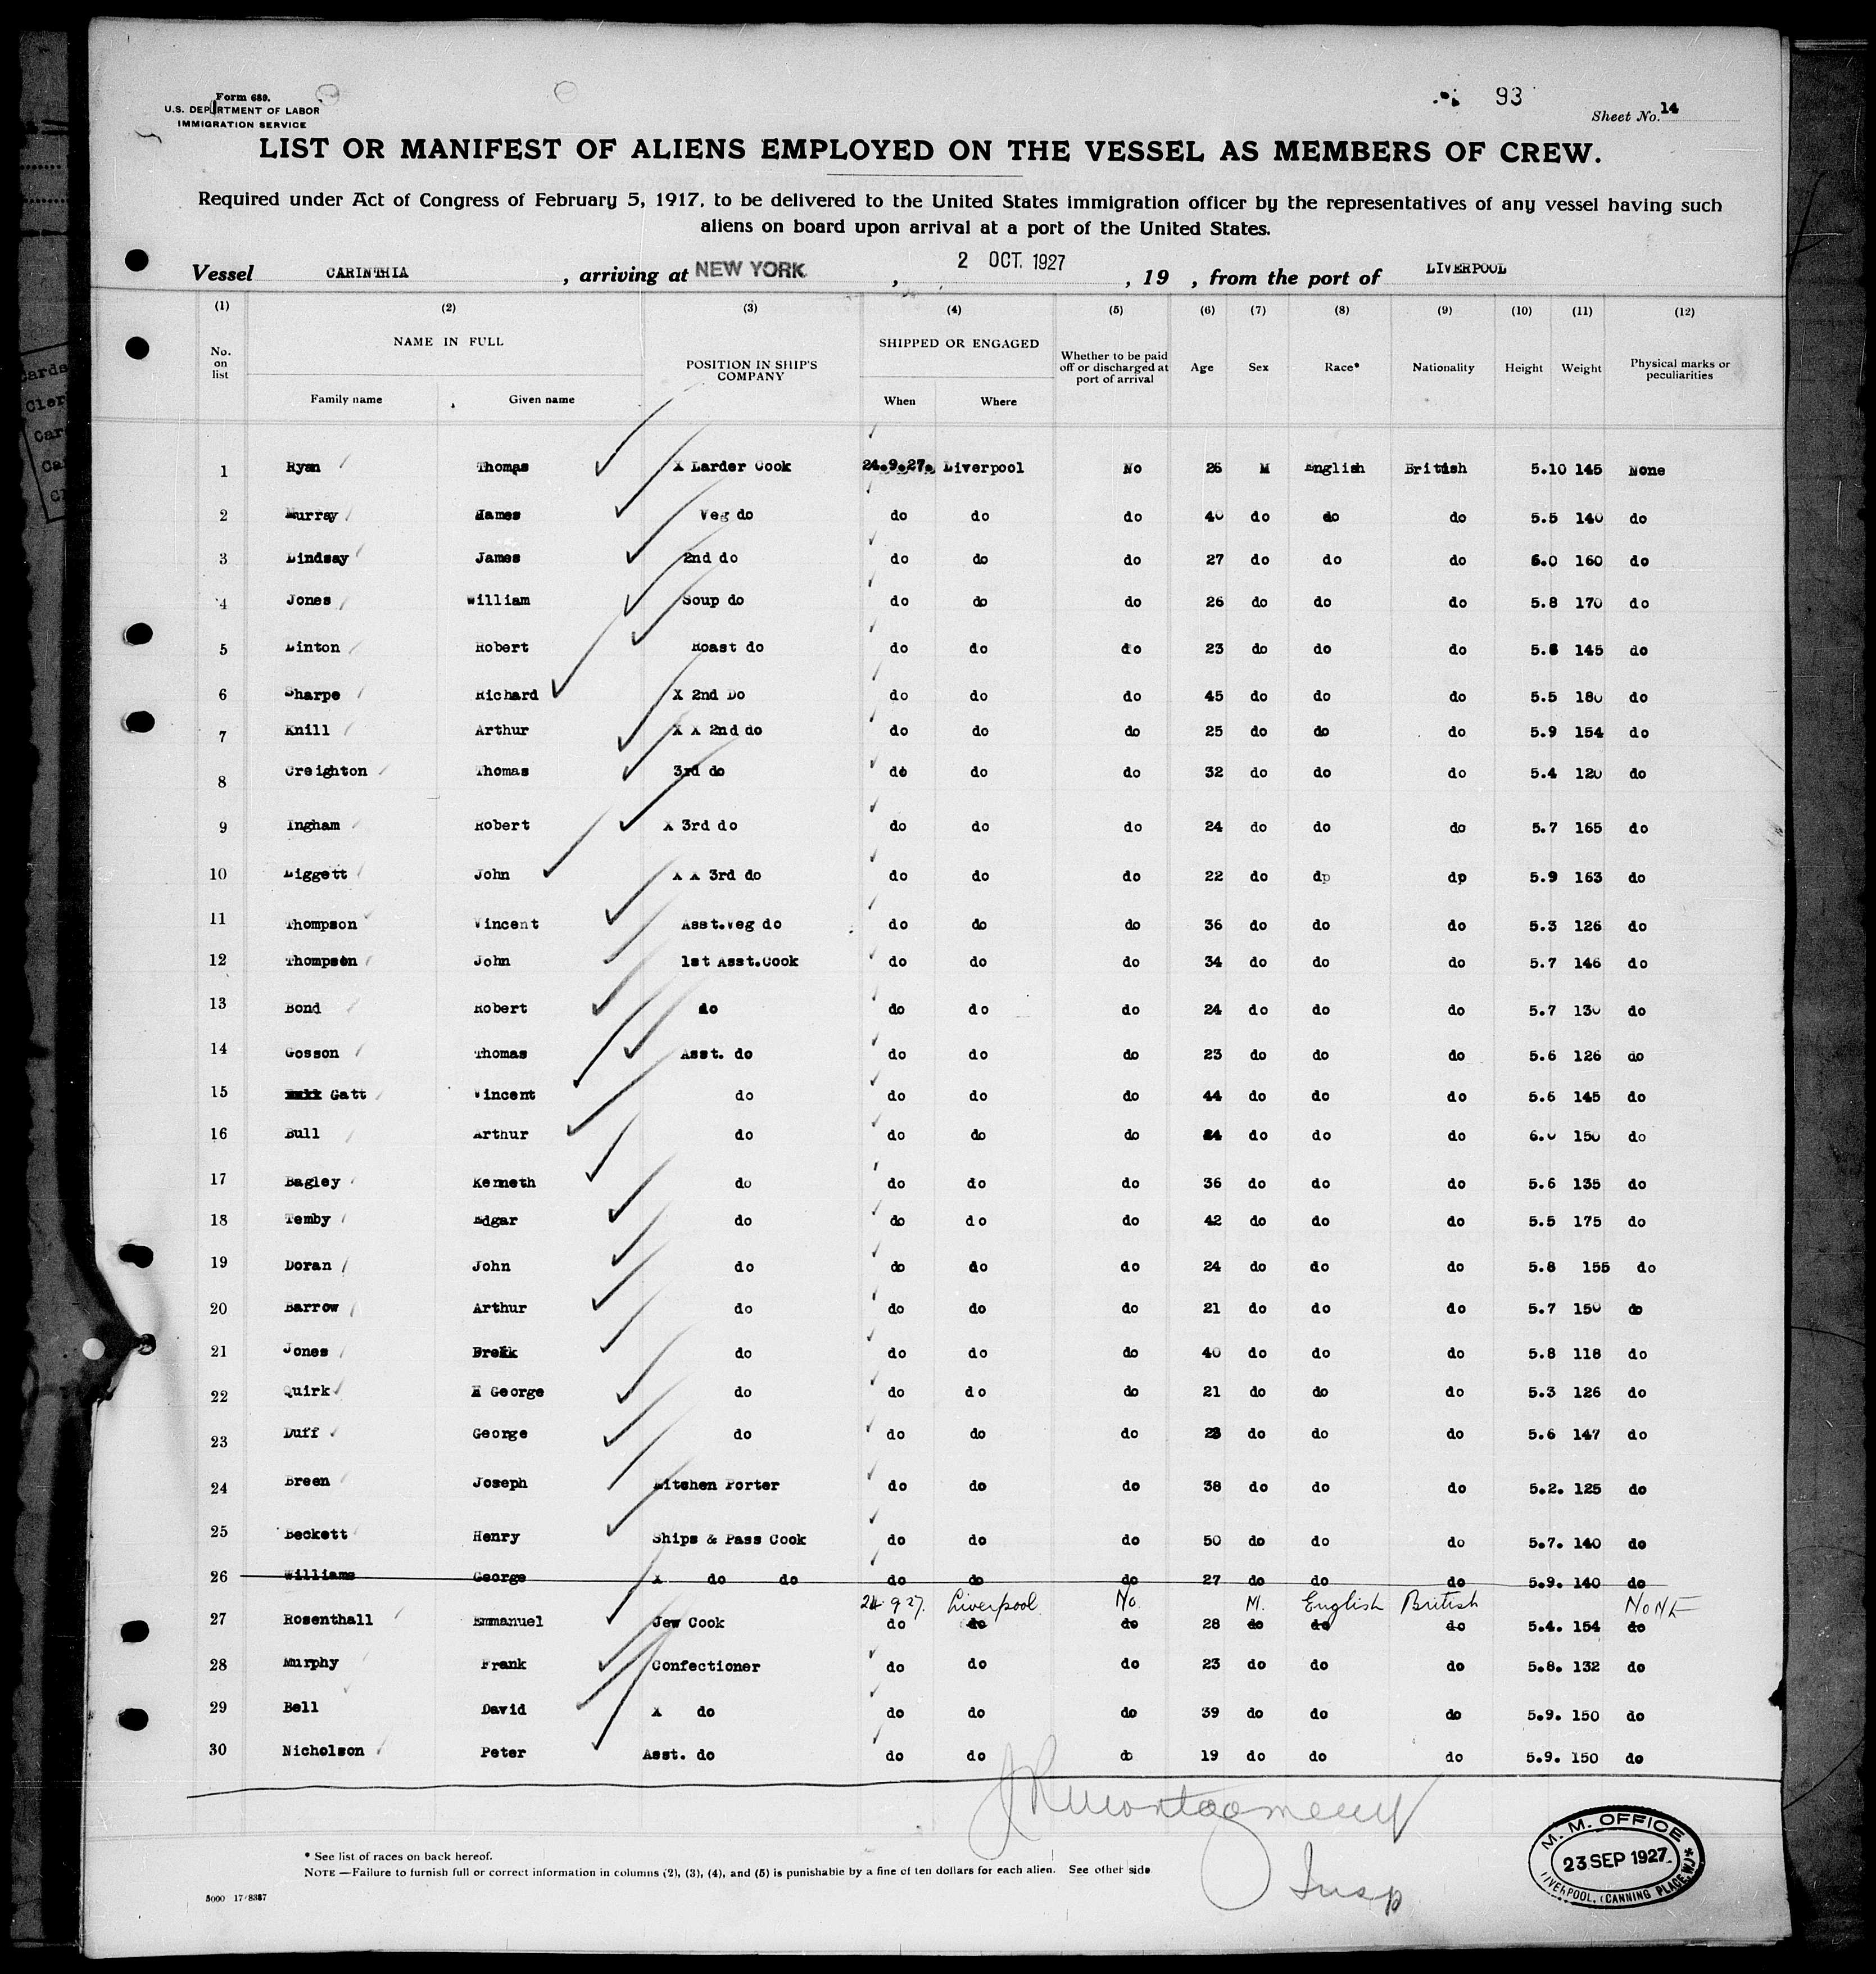 Form 689.
U.S. DEPARTMENT OF LABOR
IMMIGRATION SERVICE
93
Sheet No. 14
LIST OR MANIFEST OF ALIENS EMPLOYED ON THE VESSEL AS MEMBERS OF CREW.
Required under Act of Congress of February 5, 1917, to be delivered to the United States immigration officer by the representatives of any vessel having such
aliens on board upon arrival at a port of the United States.
Vessel CARINTHIA, arriving at NEW YORK, 2 OCT. 1927, 19 , from the port of LIVERPOOL
(1) (2) (3) (4) (5) (6) (7) (8) (9) (10) (11) (12)
No. on list NAME IN FULL POSITION IN SHIP'S COMPANY SHIPPED OR ENGAGED Whether to be paid off or discharged at port of arrival Age Sex Race* Nationality Height Weight Physical marks or peculiarities
Family name Given name When Where
1 Ryan Thomas X Larder Cook 24.9.27. Liverpool No 26 M English British 5.10 145 None
2 Murray James Veg do do do do 40 do do do 5.5 140 do
3 Lindsay James 2nd do do do do 27 do do do 6.0 160 do
4 Jones William Soup do do do do 26 do do do 5.8 170 do
5 Linton Robert Roast do do do do 23 do do do 5.8 145 do
6 Sharpe Richard X 2nd Do do do do 45 do do do 5.5 180 do
7 Knill Arthur X X 2nd do do do do 25 do do do 5.9 154 do
8 Creighton Thomas 3rd do do do do 32 do do do 5.4 120 do
9 Ingham Robert X 3rd do do do do 24 do do do 5.7 165 do
10 Liggett John X X 3rd do do do do 22 do dp dp 5.9 163 do
11 Thompson Vincent Asst.Veg do do do do 36 do do do 5.3 126 do
12 Thompson John 1st Asst.Cook do do do 34 do do do 5.7 146 do
13 Bond Robert do do do do 24 do do do 5.7 130 do
14 Gosson Thomas Asst. do do do do 23 do do do 5.6 126 do
15 Gatt Vincent do do do do 44 do do do 5.6 145 do
16 Bull Arthur do do do do 24 do do do 6.0 150 do
17 Bagley Kenneth do do do do 36 do do do 5.6 135 do
18 Temby Edgar do do do do 42 do do do 5.5 175 do
19 Doran John do do do do 24 do do do 5.8 155 do
20 Barrow Arthur do do do do 21 do do do 5.7 150 do
21 Jones do do do do 40 do do do 5.8 118 do
22 Quirk George do do do do 21 do do do 5.3 126 do
23 Duff George do do do do do do do 5.6 147 do
24 Breen Joseph Kitchen Porter do do do 38 do do do 5.2. 125 do
25 Beckett Henry Ships & Pass Cook do do do 50 do do do 5.7. 140 do
26 Williams George X do do do do do 27 do do do 5.9. 140 do
24.9.27. Liverpool No. M. English British NONE
27 Rosenthall Emmanuel Jew Cook do do do 28 do do do 5.4. 154 do
28 Murphy Frank Confectioner do do do 23 do do do 5.8. 132 do
29 Bell David X do do do do 39 do do do 5.9. 150 do
30 Nicholson Peter Asst. do do do do 19 do do do 5.9. 150 do
J R Montgomery
Insp
* See list of races on back hereof.
NOTE —Failure to furnish full or correct information in columns (2), (3), (4), and (5) is punishable by a fine of ten dollars for each alien. See other side
M. M. OFFICE
23 SEP 1927
LIVERPOOL, (CANNING PLACE, W.)